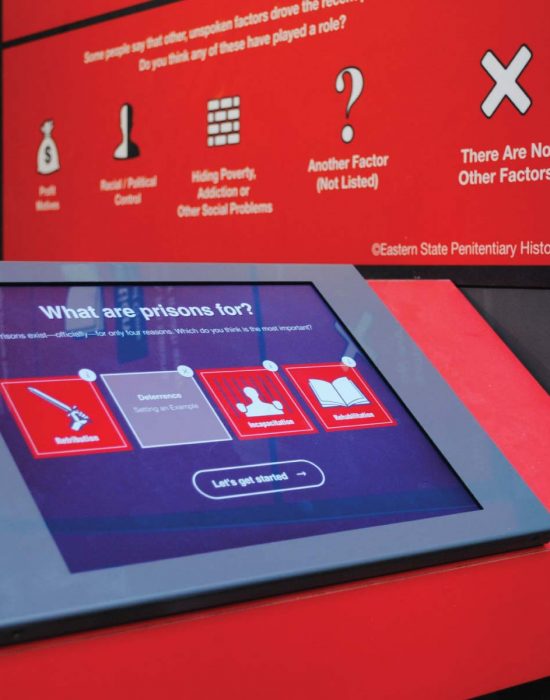 Some people say that other, unspoken factors drove the recent
Do you think any of these have played a role?
$
Profit
Motives
Racial / Political
Control
Hiding Poverty,
Addiction or
Other Social Problems
?
Another Factor
(Not Listed)
There Are No
Other Factors
©Eastern State Penitentiary Histo
What are prisons for?
risons exist—officially—for only four reasons. Which do you think is the most important?
Retribution
Deterrence
Setting an Example
Incapacitation
Rehabilitation
Let's get started →